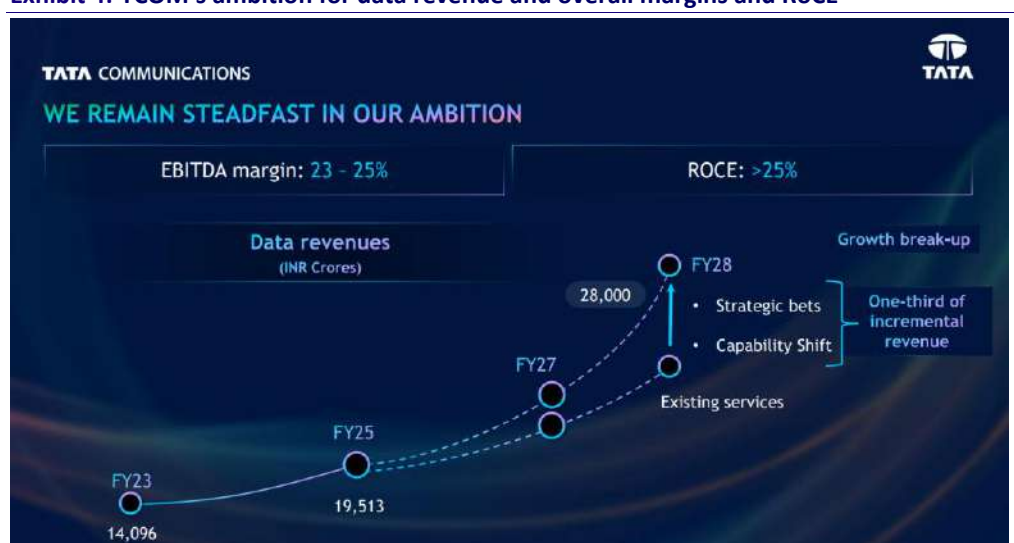 Exhibit 4: TCOM's ambition for data revenue and overall margins and RoCE
TATA COMMUNICATIONS
TATA
WE REMAIN STEADFAST IN OUR AMBITION
EBITDA margin: 23 - 25%
ROCE: >25%
Data revenues
(INR Crores)
Growth break-up
FY28
28,000
• Strategic bets
• Capability Shift
One-third of
incremental
revenue
FY27
Existing services
FY25
19,513
FY23
14,096